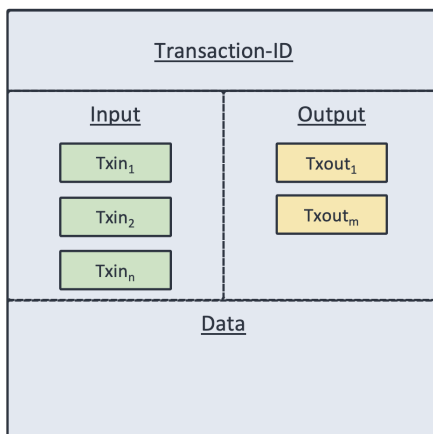 Transaction-ID
Input
Txin₁
Txin₂
Txinₙ
Output
Txout₁
Txoutₘ
Data